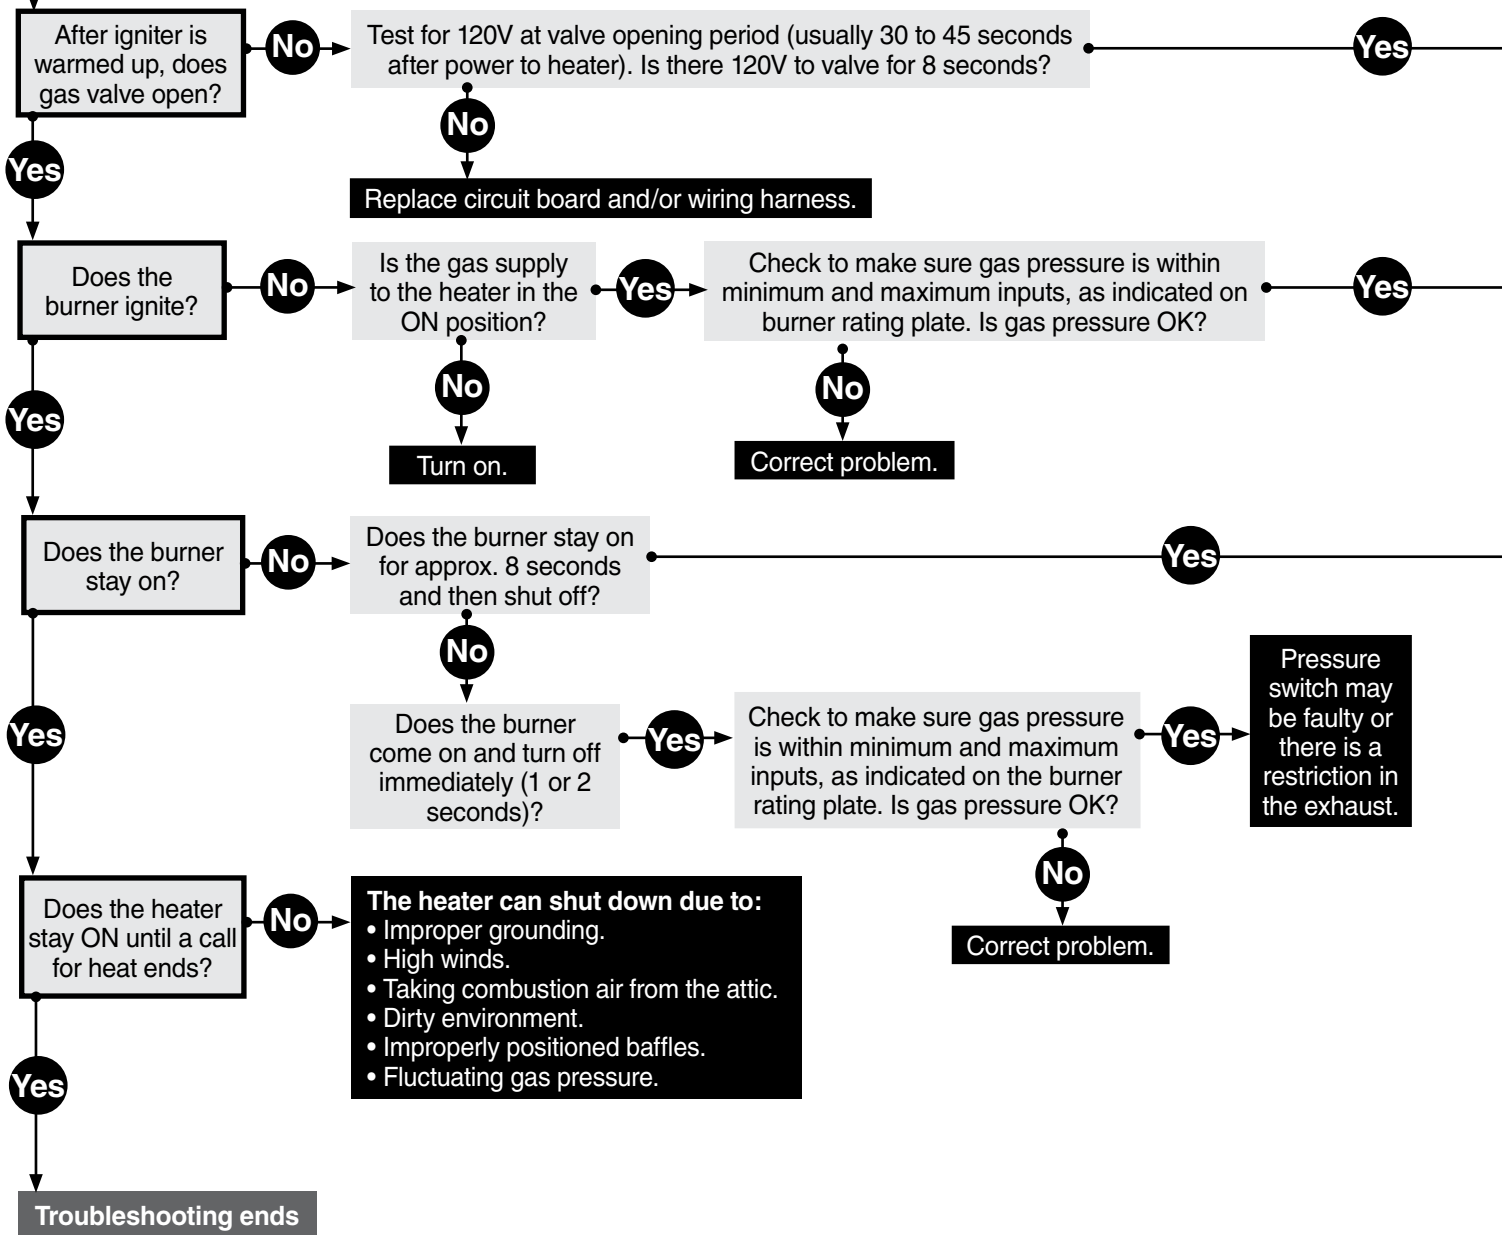 After igniter is
warmed up, does
gas valve open?
No
Test for 120V at valve opening period (usually 30 to 45 seconds
after power to heater). Is there 120V to valve for 8 seconds?
Yes
No
Replace circuit board and/or wiring harness.
Yes
Does the
burner ignite?
No
Is the gas supply
to the heater in the
ON position?
Yes
Check to make sure gas pressure is within
minimum and maximum inputs, as indicated on
burner rating plate. Is gas pressure OK?
Yes
No
Turn on.
No
Correct problem.
Yes
Does the burner
stay on?
No
Does the burner stay on
for approx. 8 seconds
and then shut off?
Yes
No
Does the burner
come on and turn off
immediately (1 or 2
seconds)?
Yes
Check to make sure gas pressure
is within minimum and maximum
inputs, as indicated on the burner
rating plate. Is gas pressure OK?
Yes
Pressure
switch may
be faulty or
there is a
restriction in
the exhaust.
No
Correct problem.
Yes
Does the heater
stay ON until a call
for heat ends?
No
The heater can shut down due to:
• Improper grounding.
• High winds.
• Taking combustion air from the attic.
• Dirty environment.
• Improperly positioned baffles.
• Fluctuating gas pressure.
Yes
Troubleshooting ends